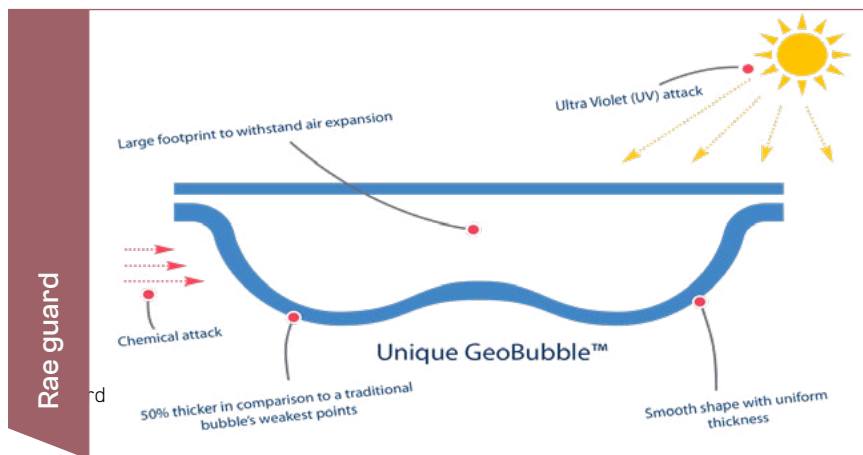 Rae guard
Ultra Violet (UV) attack
Large footprint to withstand air expansion
Chemical attack
Unique GeoBubble™
rd
50% thicker in comparison to a traditional
bubble's weakest points
Smooth shape with uniform
thickness